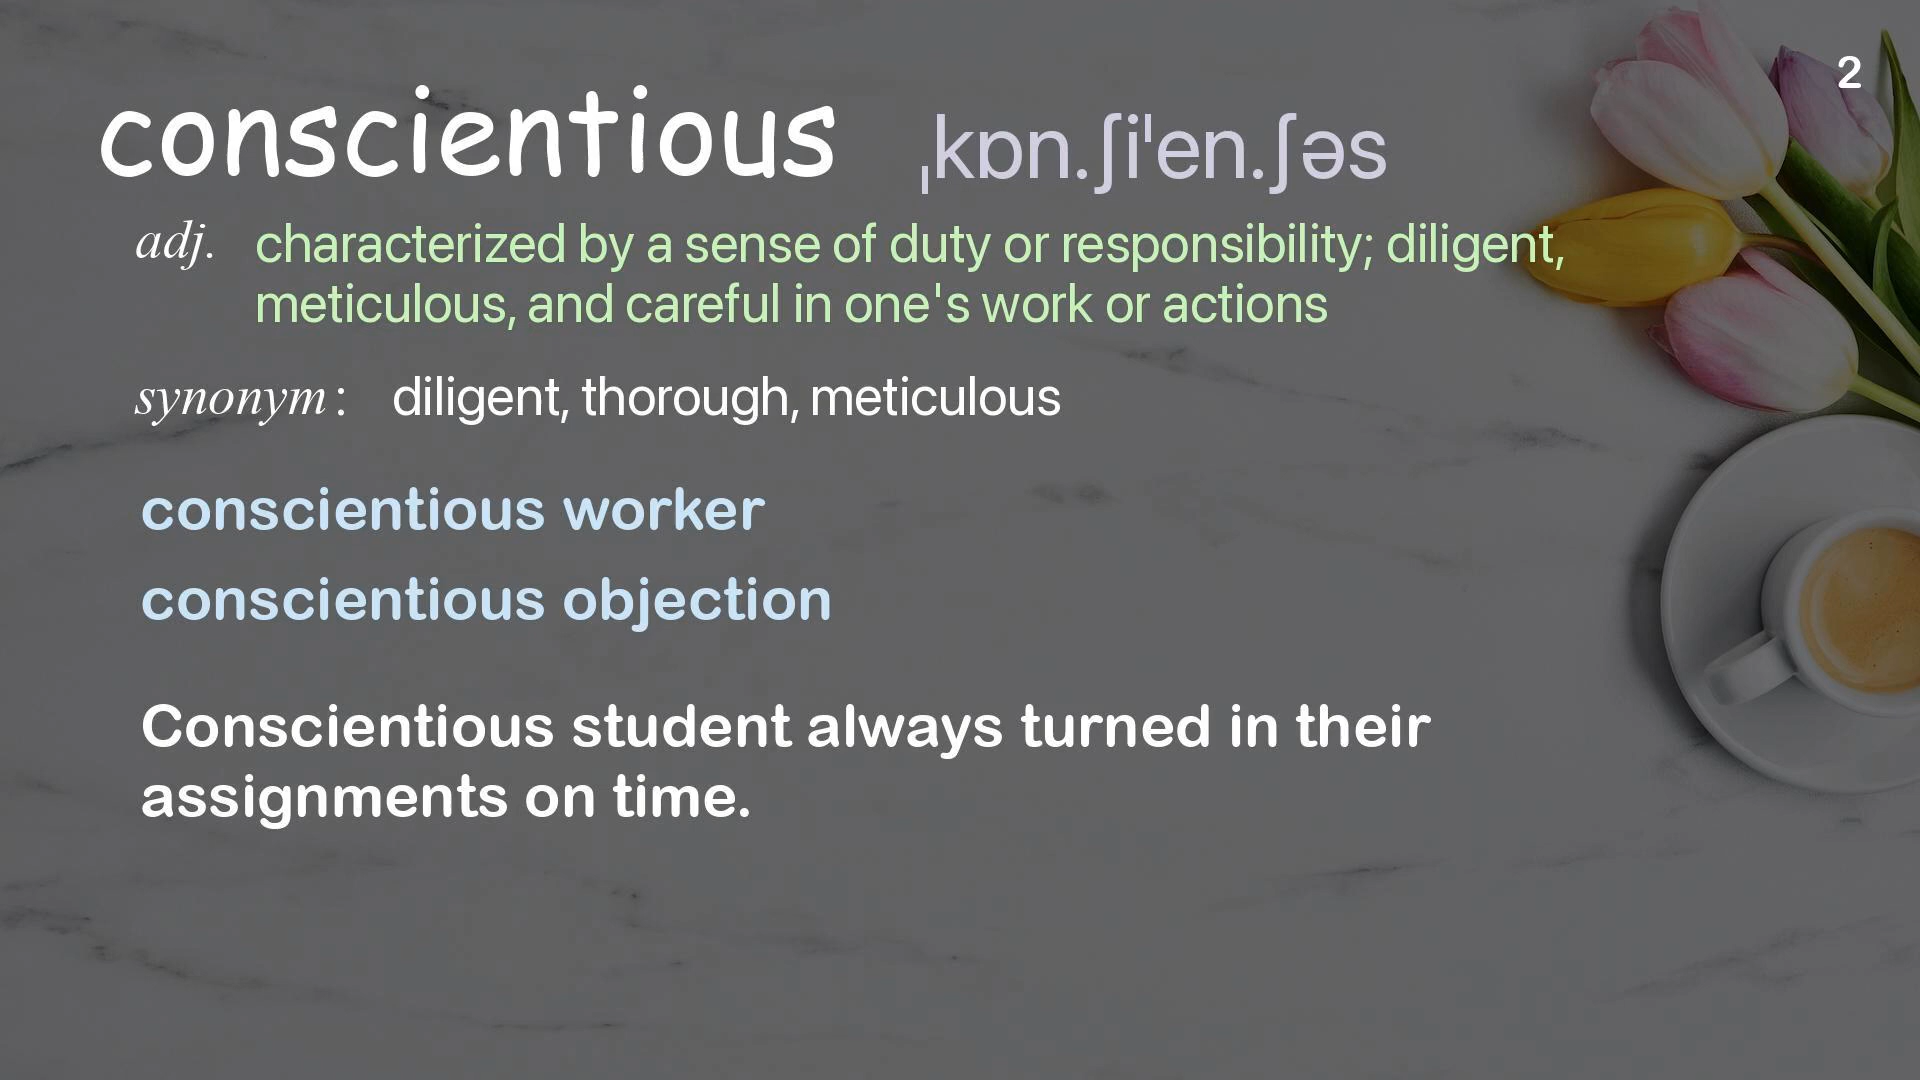 2
conscientious ˌkɒn.ʃiˈen.ʃəs
adj. characterized by a sense of duty or responsibility; diligent,
meticulous, and careful in one's work or actions
synonym : diligent, thorough, meticulous
conscientious worker
conscientious objection
Conscientious student always turned in their
assignments on time.